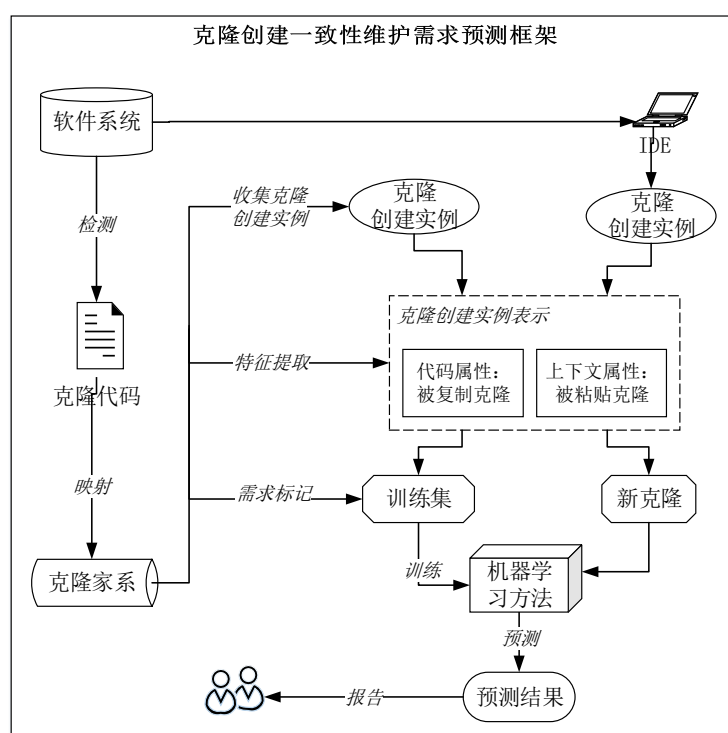 克隆创建一致性维护需求预测框架
软件系统
IDE
检测
收集克隆
创建实例
克隆
创建实例
克隆
创建实例
克隆创建实例表示
克隆代码
特征提取
代码属性:
被复制克隆
上下文属性:
被粘贴克隆
映射
需求标记
训练集
新克隆
克隆家系
训练
机器学
习方法
预测
报告
预测结果